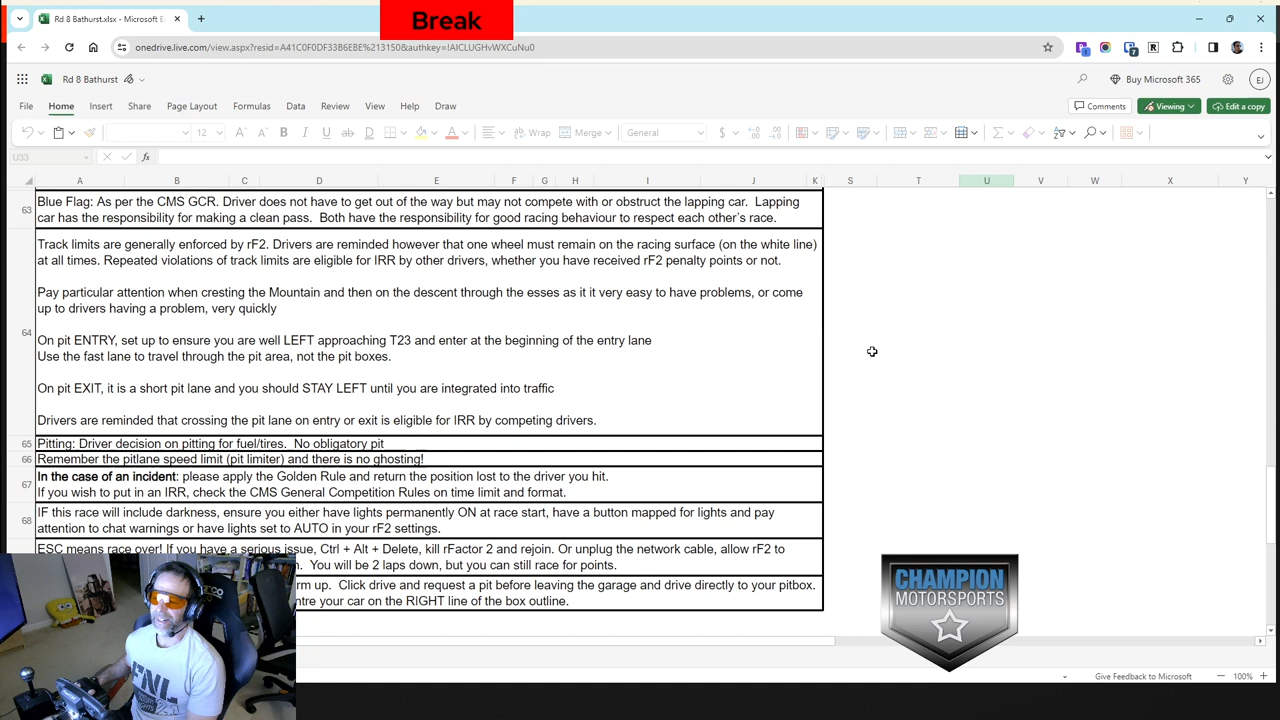 Break
Rd 8 Bathurst.xlsx - Microsoft E
onedrive.live.com/view.aspx?resid=A41C0F0DF33B6EBE%213150&authkey=!AICLUGHvWXCuNu0
Rd 8 Bathurst
Buy Microsoft 365
EJ
File Home Insert Share Page Layout Formulas Data Review View Help Draw
Comments Viewing Edit a copy
12 A A B I U ab D A Wrap Merge General $
U33 fx
A B C D E F G H I J K S T U V W X Y
63 Blue Flag: As per the CMS GCR. Driver does not have to get out of the way but may not compete with or obstruct the lapping car. Lapping
car has the responsibility for making a clean pass. Both have the responsibility for good racing behaviour to respect each other's race.
Track limits are generally enforced by rF2. Drivers are reminded however that one wheel must remain on the racing surface (on the white line)
at all times. Repeated violations of track limits are eligible for IRR by other drivers, whether you have received rF2 penalty points or not.
Pay particular attention when cresting the Mountain and then on the descent through the esses as it it very easy to have problems, or come
up to drivers having a problem, very quickly
64
On pit ENTRY, set up to ensure you are well LEFT approaching T23 and enter at the beginning of the entry lane
Use the fast lane to travel through the pit area, not the pit boxes.
On pit EXIT, it is a short pit lane and you should STAY LEFT until you are integrated into traffic
Drivers are reminded that crossing the pit lane on entry or exit is eligible for IRR by competing drivers.
65 Pitting: Driver decision on pitting for fuel/tires. No obligatory pit
66 Remember the pitlane speed limit (pit limiter) and there is no ghosting!
67 In the case of an incident: please apply the Golden Rule and return the position lost to the driver you hit.
If you wish to put in an IRR, check the CMS General Competition Rules on time limit and format.
68 IF this race will include darkness, ensure you either have lights permanently ON at race start, have a button mapped for lights and pay
attention to chat warnings or have lights set to AUTO in your rF2 settings.
ESC means race over! If you have a serious issue, Ctrl + Alt + Delete, kill rFactor 2 and rejoin. Or unplug the network cable, allow rF2 to
You will be 2 laps down, but you can still race for points.
rm up. Click drive and request a pit before leaving the garage and drive directly to your pitbox.
ntre your car on the RIGHT line of the box outline.
CHAMPION
MOTORSPORTS
FNL
Give Feedback to Microsoft 100%